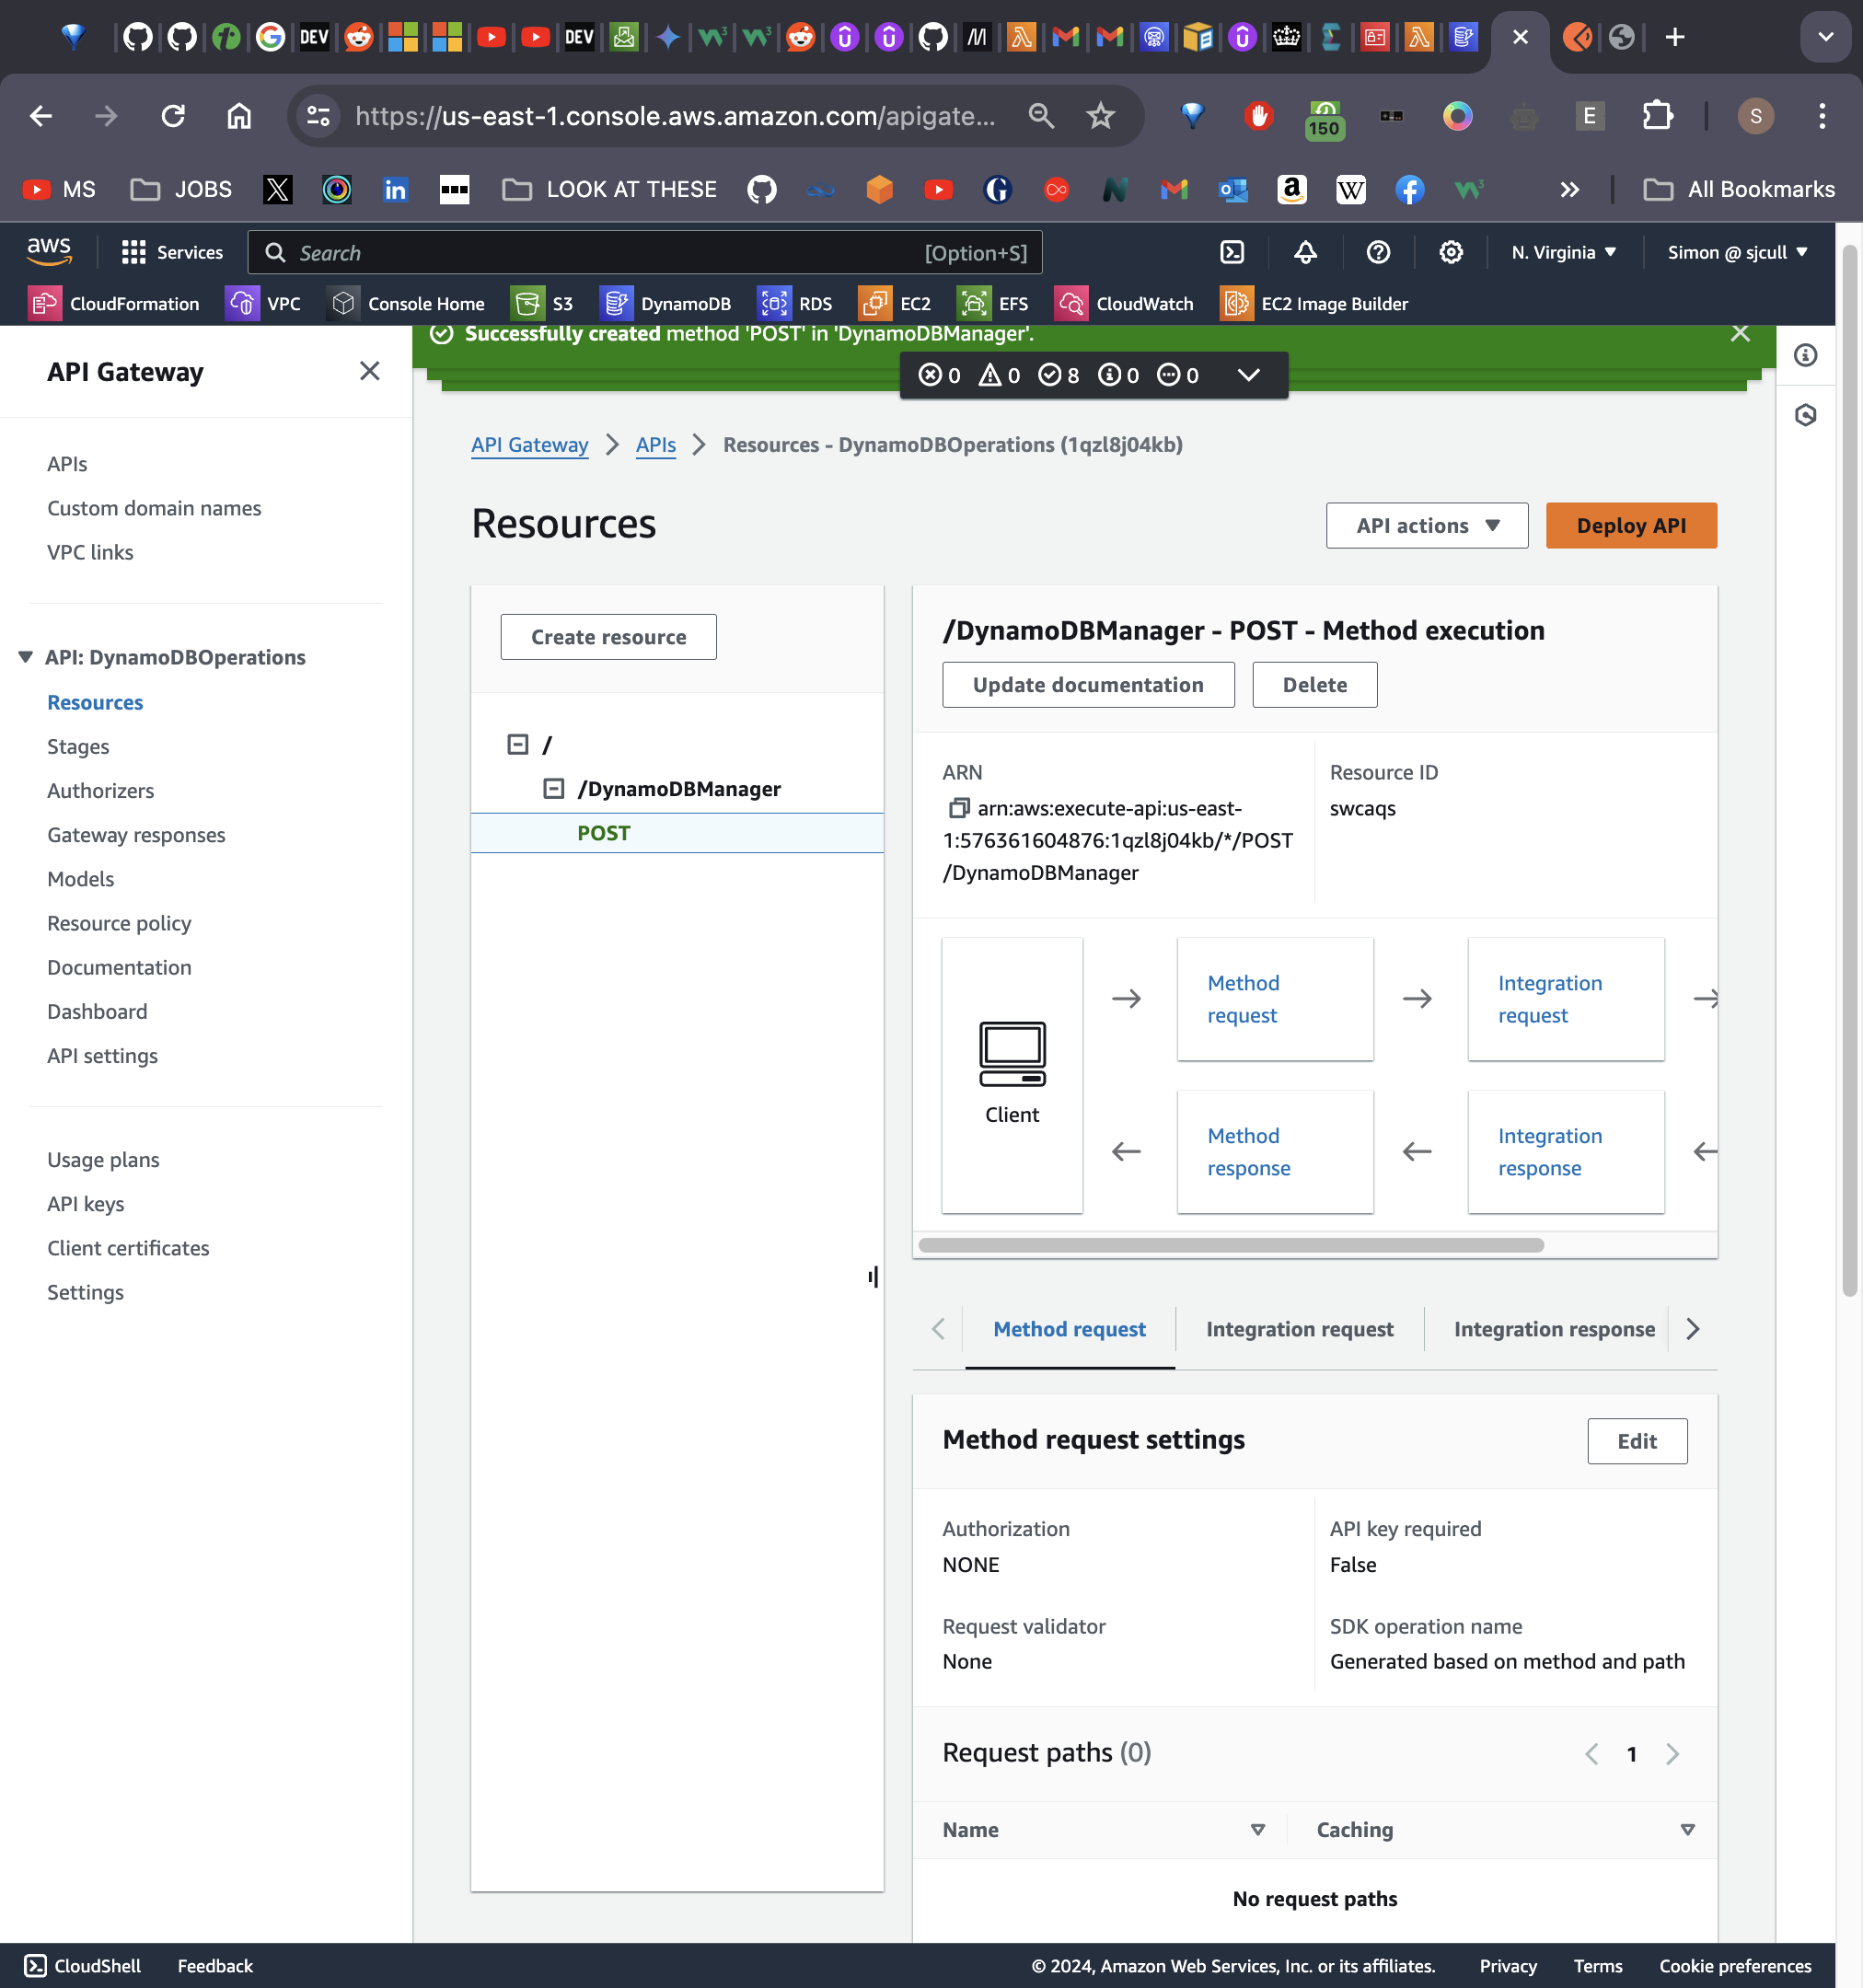 DEV
DEV
https://us-east-1.console.aws.amazon.com/apigate...
150
E
S
MS
JOBS
LOOK AT THESE
All Bookmarks
aws
Services
Search
[Option+S]
N. Virginia
Simon @ sjcull
CloudFormation
VPC
Console Home
S3
DynamoDB
RDS
EC2
EFS
CloudWatch
EC2 Image Builder
API Gateway
APIs
Custom domain names
VPC links
API: DynamoDBOperations
Resources
Stages
Authorizers
Gateway responses
Models
Resource policy
Documentation
Dashboard
API settings
Usage plans
API keys
Client certificates
Settings
Successfully created method 'POST' in 'DynamoDBManager'.
0 0 8 0 0
API Gateway > APIs > Resources - DynamoDBOperations (1qzl8j04kb)
Resources
API actions
Deploy API
Create resource
/
/DynamoDBManager
POST
/DynamoDBManager - POST - Method execution
Update documentation
Delete
ARN
arn:aws:execute-api:us-east-
1:576361604876:1qzl8j04kb/*/POST
/DynamoDBManager
Resource ID
swcaqs
Client
Method
request
Integration
request
Method
response
Integration
response
Method request
Integration request
Integration response
Method request settings
Edit
Authorization
NONE
API key required
False
Request validator
None
SDK operation name
Generated based on method and path
Request paths (0)
1
Name
Caching
No request paths
CloudShell
Feedback
© 2024, Amazon Web Services, Inc. or its affiliates.
Privacy
Terms
Cookie preferences